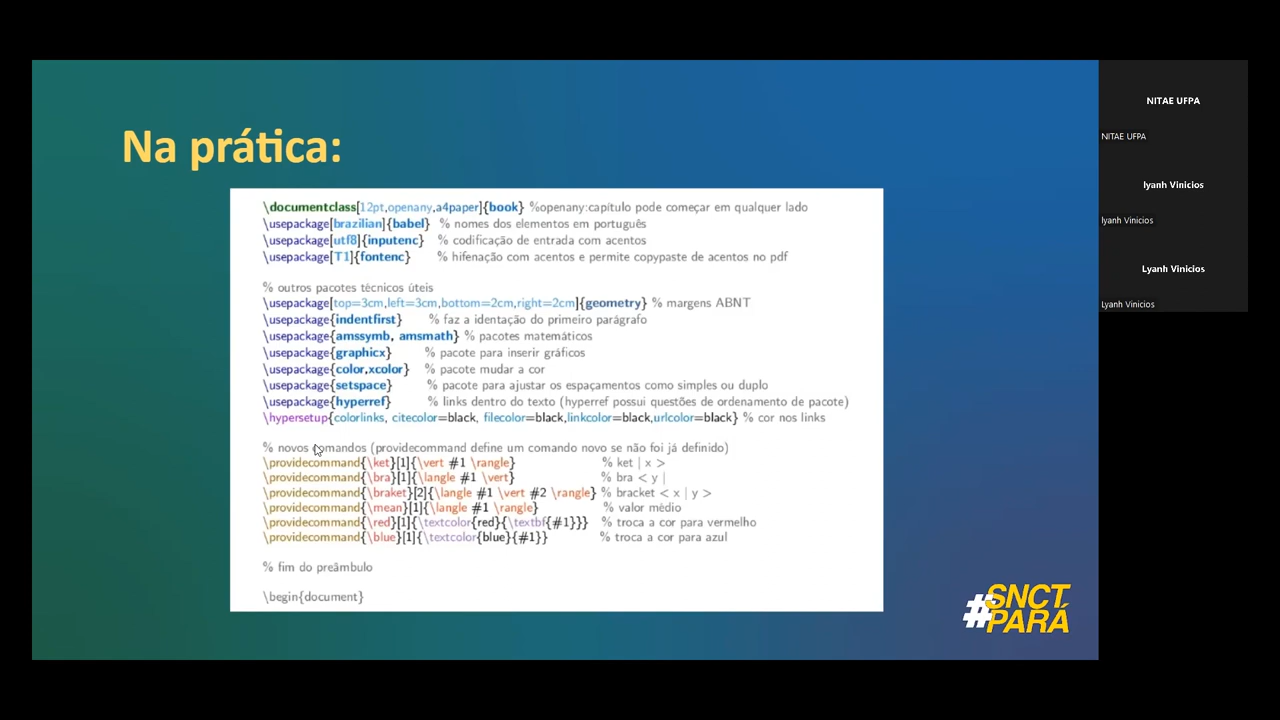 Na prática:
\documentclass[12pt,openany,a4paper]{book} %openany:capítulo pode começar em qualquer lado
\usepackage[brazilian]{babel} % nomes dos elementos em português
\usepackage[utf8]{inputenc} % codificação de entrada com acentos
\usepackage[T1]{fontenc} % hifenação com acentos e permite copypaste de acentos no pdf
% outros pacotes técnicos úteis
\usepackage[top=3cm,left=3cm,bottom=2cm,right=2cm]{geometry} % margens ABNT
\usepackage{indentfirst} % faz a identação do primeiro parágrafo
\usepackage{amssymb, amsmath} % pacotes matemáticos
\usepackage{graphicx} % pacote para inserir gráficos
\usepackage{color,xcolor} % pacote mudar a cor
\usepackage{setspace} % pacote para ajustar os espaçamentos como simples ou duplo
\usepackage{hyperref} % links dentro do texto (hyperref possui questões de ordenamento de pacote)
\hypersetup{colorlinks, citecolor=black, filecolor=black,linkcolor=black,urlcolor=black} % cor nos links
% novos comandos (providecommand define um comando novo se não foi já definido)
\providecommand{\ket}[1]{\vert #1 \rangle} % ket | x >
\providecommand{\bra}[1]{\langle #1 \vert} % bra < y |
\providecommand{\braket}[2]{\langle #1 \vert #2 \rangle} % bracket < x | y >
\providecommand{\mean}[1]{\langle #1 \rangle} % valor médio
\providecommand{\red}[1]{\textcolor{red}{\textbf{#1}}} % troca a cor para vermelho
\providecommand{\blue}[1]{\textcolor{blue}{#1}} % troca a cor para azul
% fim do preâmbulo
\begin{document}
#SNCT
PARÁ
NITAE UFPA
NITAE UFPA
lyanh Vinicios
lyanh Vinicios
Lyanh Vinicios
Lyanh Vinicios